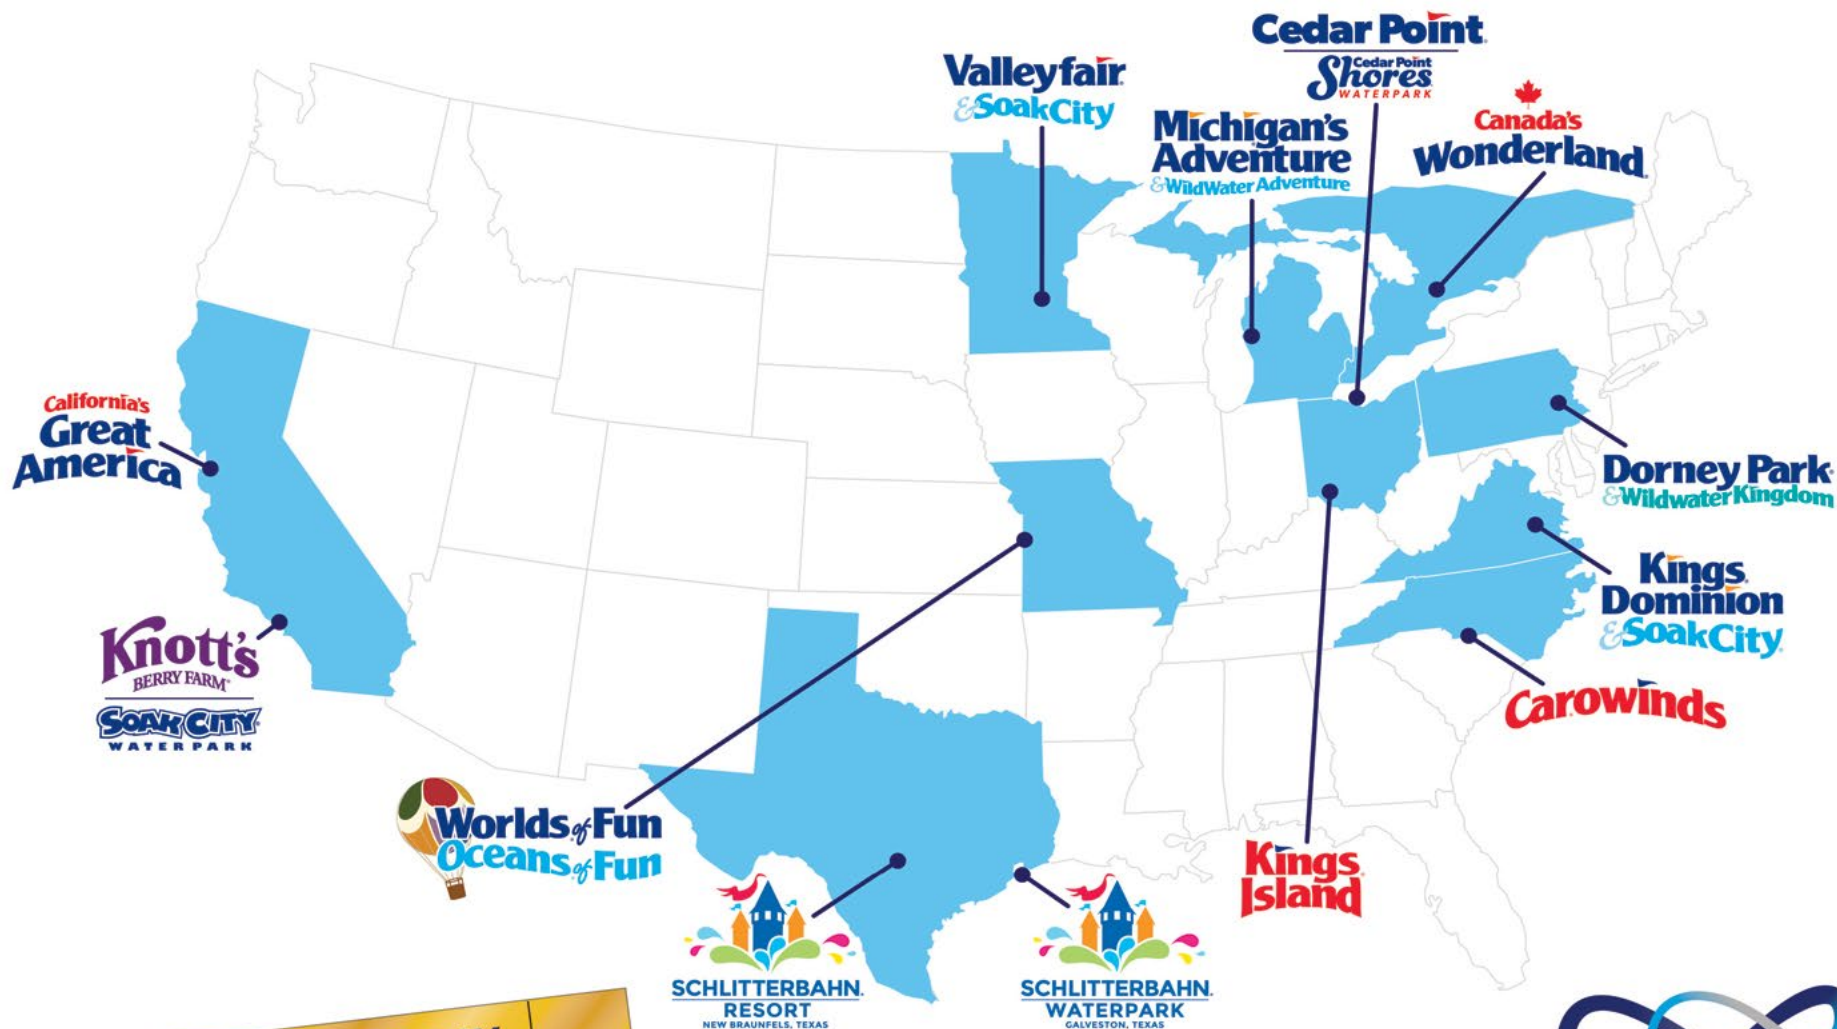 Cedar Point
Cedar Point
Shores
WATERPARK
Valleyfair
& Soak City
Michigan's
Adventure
& WildWater Adventure
Canada's
Wonderland
California's
Great
America
Dorney Park
& Wildwater Kingdom
Kings
Dominion
& Soak City
Knott's
BERRY FARM
SOAK CITY
WATERPARK
Carowinds
Worlds of Fun
Oceans of Fun
Kings
Island
SCHLITTERBAHN
RESORT
NEW BRAUNFELS, TEXAS
SCHLITTERBAHN
WATERPARK
GALVESTON, TEXAS